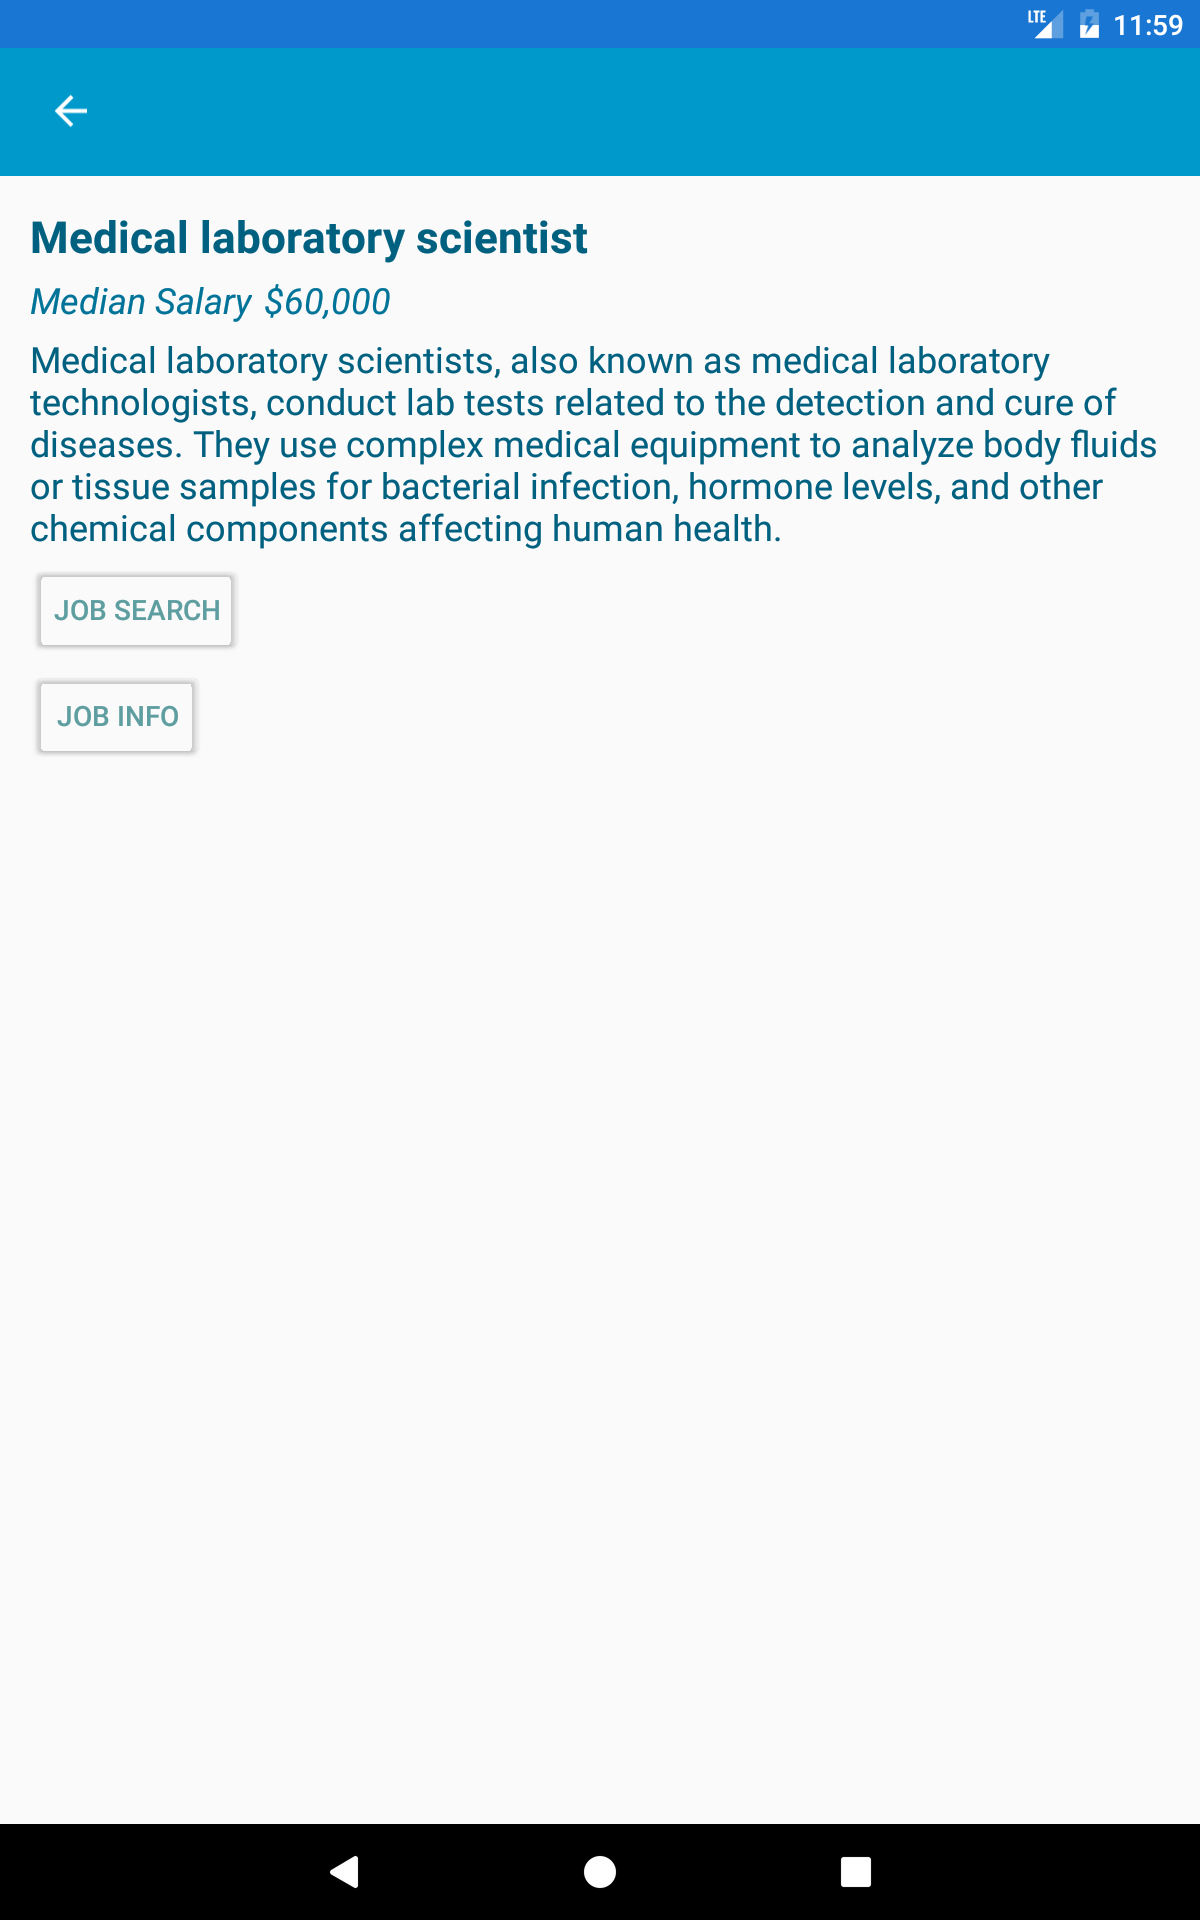 LTE 11:59
Medical laboratory scientist
Median Salary $60,000
Medical laboratory scientists, also known as medical laboratory
technologists, conduct lab tests related to the detection and cure of
diseases. They use complex medical equipment to analyze body fluids
or tissue samples for bacterial infection, hormone levels, and other
chemical components affecting human health.
JOB SEARCH
JOB INFO